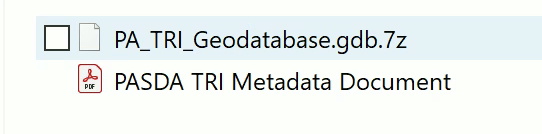 PA_TRI_Geodatabase.gdb.7z
PDF
PASDA TRI Metadata Document